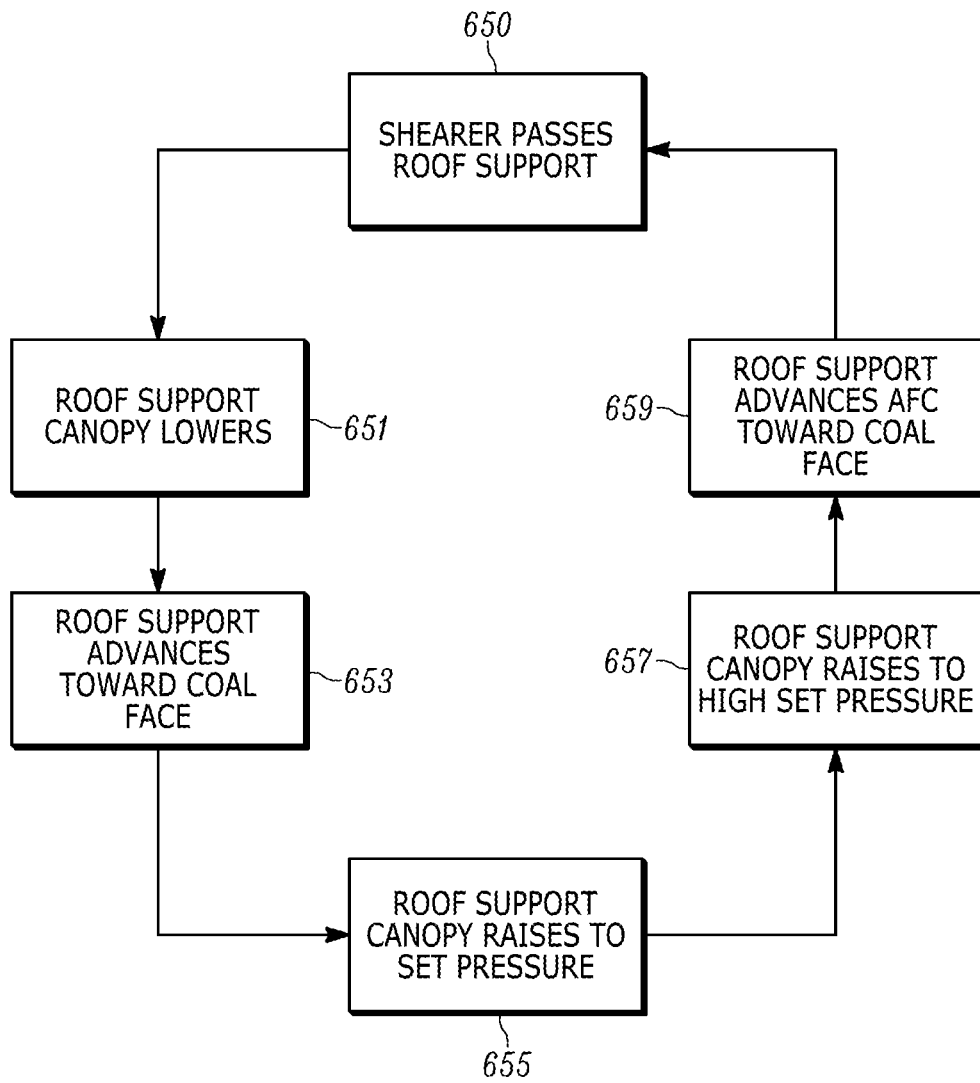 650
SHEARER PASSES
ROOF SUPPORT
ROOF SUPPORT
CANOPY LOWERS
651
ROOF SUPPORT
ADVANCES
TOWARD COAL
FACE
653
ROOF SUPPORT
CANOPY RAISES TO
SET PRESSURE
655
657
ROOF SUPPORT
CANOPY RAISES TO
HIGH SET PRESSURE
659
ROOF SUPPORT
ADVANCES AFC
TOWARD COAL
FACE